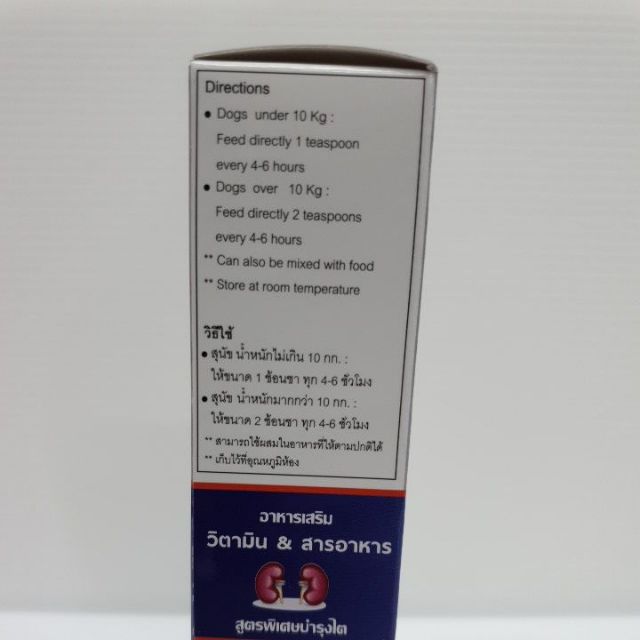 Directions
• Dogs under 10 Kg :
Feed directly 1 teaspoon
every 4-6 hours
• Dogs over 10 Kg :
Feed directly 2 teaspoons
every 4-6 hours
** Can also be mixed with food
** Store at room temperature
วิธีใช้
• สุนัข น้ำหนักไม่เกิน 10 กก. :
ให้ขนาด 1 ช้อนชา ทุก 4-6 ชั่วโมง
• สุนัข น้ำหนักมากกว่า 10 กก. :
ให้ขนาด 2 ช้อนชา ทุก 4-6 ชั่วโมง
** สามารถใช้ผสมในอาหารที่ให้ตามปกติได้
** เก็บไว้ที่อุณหภูมิห้อง
อาหารเสริม
วิตามิน & สารอาหาร
สูตรพิเศษบำรุงไต